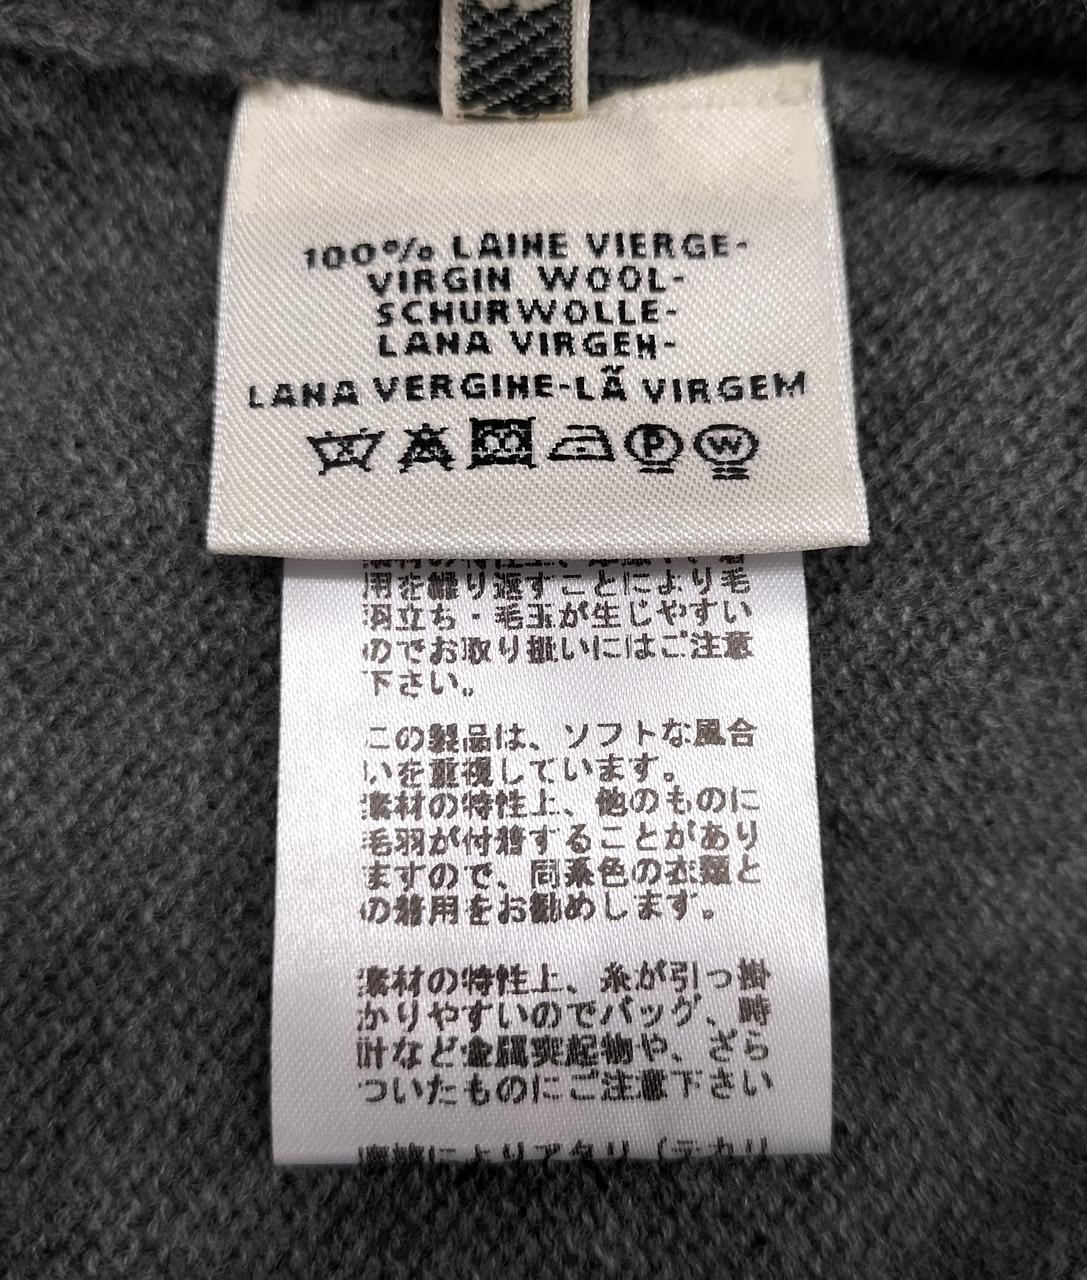 100% LAINE VIERGE-
VIRGIN WOOL-
SCHURWOLLE-
LANA VIRGEN-
LANA VERGINE-LÃ VIRGEM
P W
用を繰り返すことにより毛
羽立ち・毛玉が生じやすい
のでお取り扱いにはご注意
下さい。
この製品は、ソフトな風合
いを重視しています。
素材の特性上、他のものに
毛羽が付着することがあり
ますので、同系色の衣類と
の着用をお勧めします。
素材の特性上、糸が引っ掛
かりやすいのでバッグ、時
計など金属突起物や、ざら
ついたものにご注意下さい